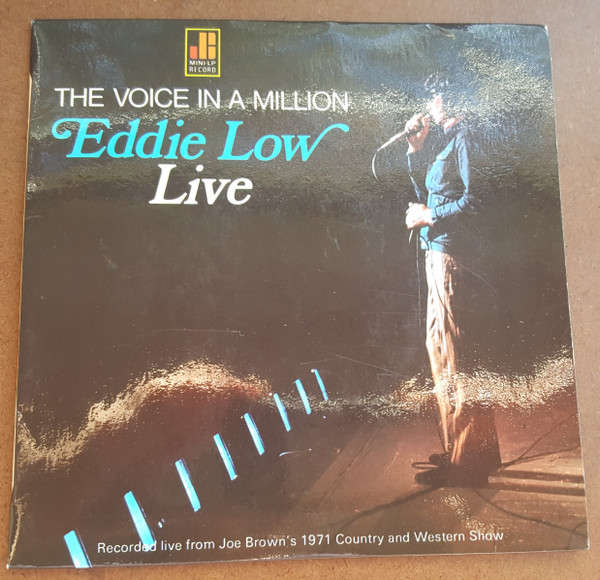 JB
MINI-LP
RECORD
THE VOICE IN A MILLION
Eddie Low
Live
Recorded live from Joe Brown's 1971 Country and Western Show